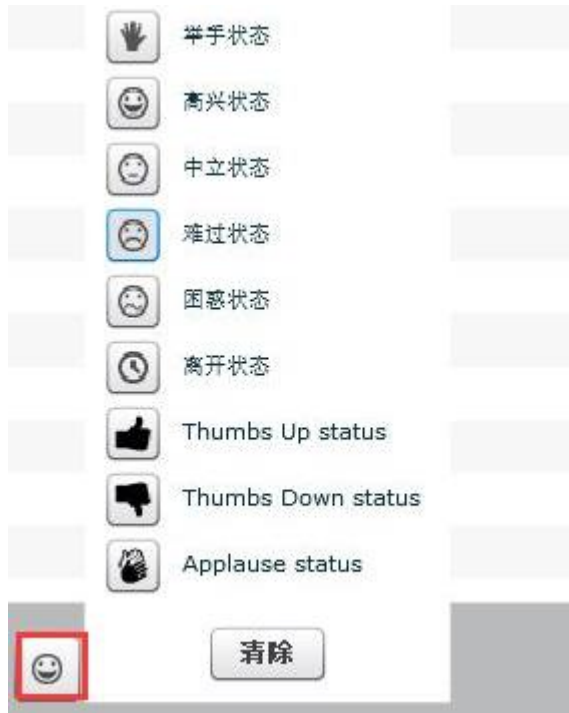 举手状态
高兴状态
中立状态
难过状态
困惑状态
离开状态
Thumbs Up status
Thumbs Down status
Applause status
清除